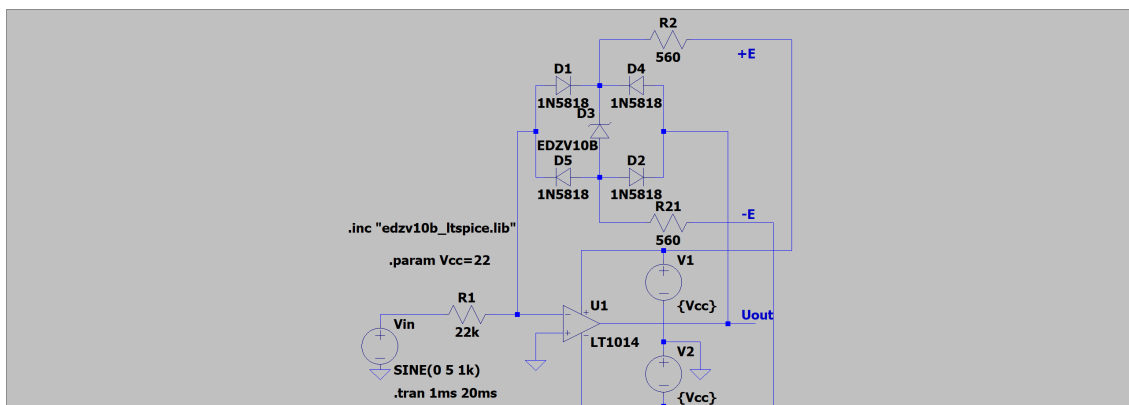 R2
560
+E
D1
D4
1N5818
1N5818
D3
EDZV10B
D5
D2
1N5818
1N5818
R21
560
-E
.inc "edzv10b_ltspice.lib"
.param Vcc=22
V1
{Vcc}
R1
22k
U1
LT1014
Uout
Vin
V2
SINE(0 5 1k)
.tran 1ms 20ms
{Vcc}